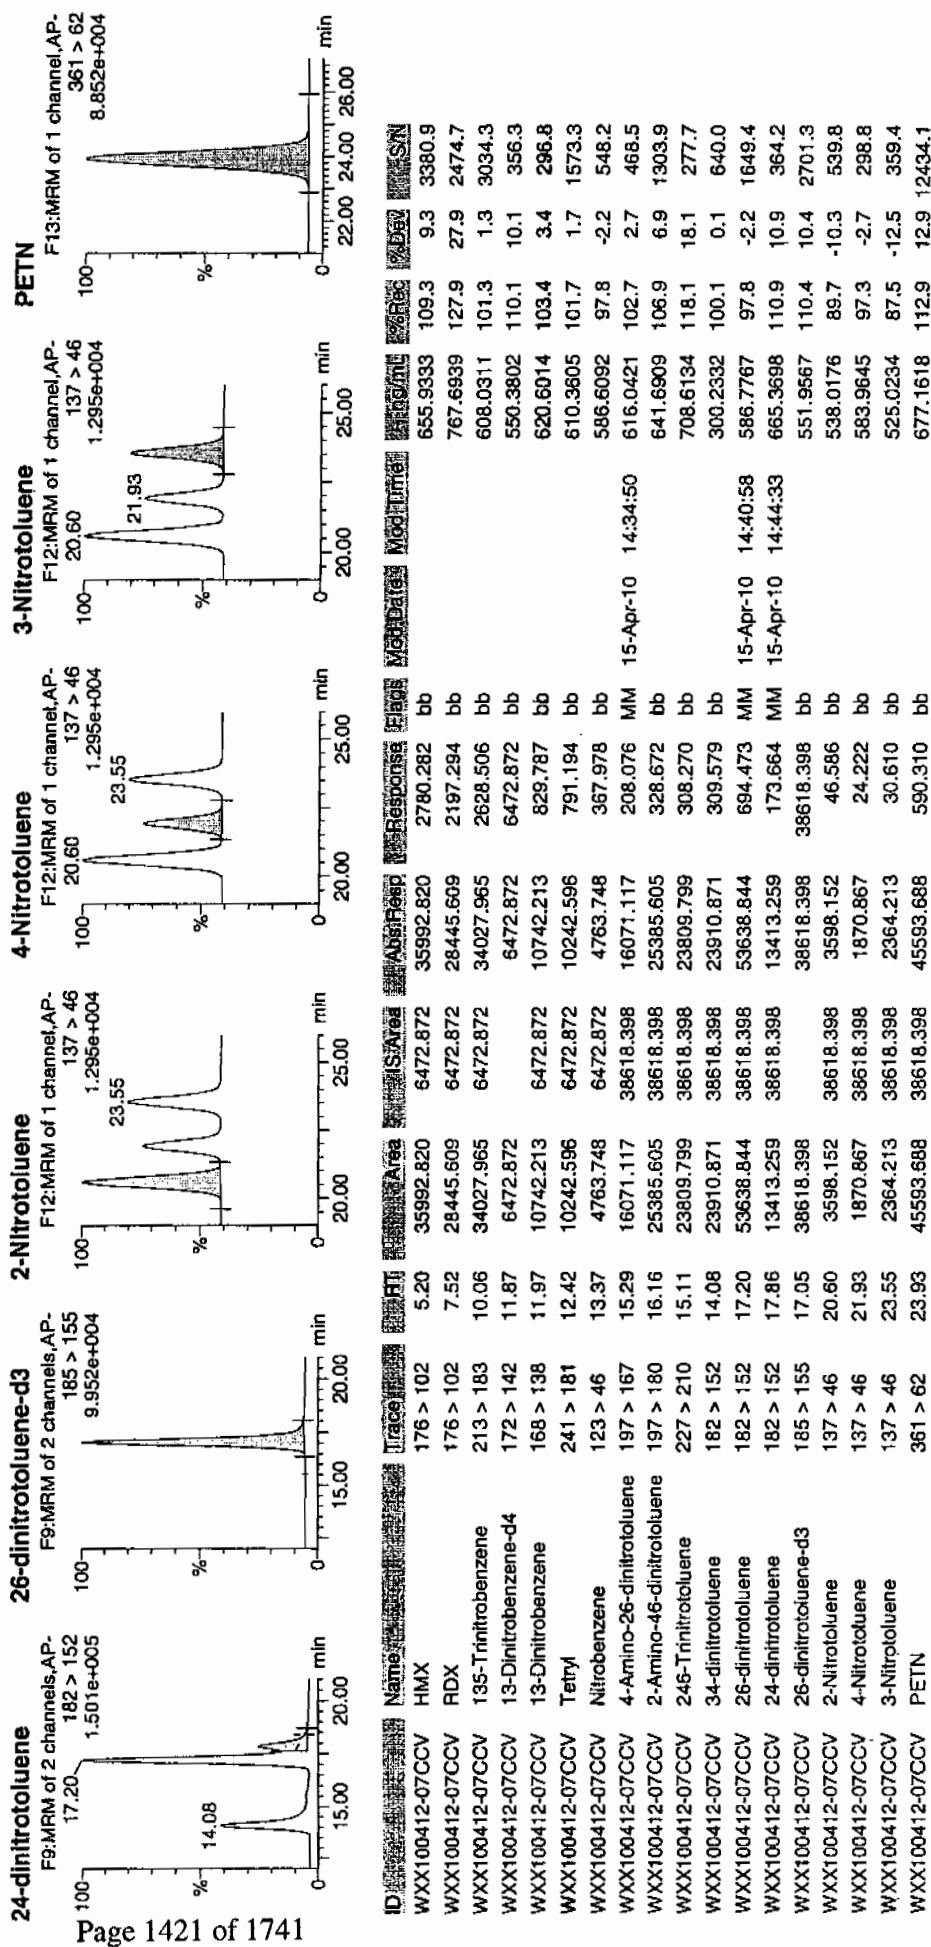 24-dinitrotoluene
F9:MRM of 2 channels,AP-
182 > 152
1.501e+005
100
17.20
14.08
%
0
15.00
20.00
min
26-dinitrotoluene-d3
F9:MRM of 2 channels,AP-
185 > 155
9.952e+004
100
%
0
15.00
20.00
min
2-Nitrotoluene
F12:MRM of 1 channel,AP-
137 > 46
1.295e+004
100
23.55
%
0
20.00
25.00
min
4-Nitrotoluene
F12:MRM of 1 channel,AP-
137 > 46
1.295e+004
100
20.60
23.55
%
0
20.00
25.00
min
3-Nitrotoluene
F12:MRM of 1 channel,AP-
137 > 46
1.295e+004
100
20.60
21.93
%
0
20.00
25.00
min
PETN
F13:MRM of 1 channel,AP-
361 > 62
8.852e+004
100
%
0
22.00
24.00
26.00
min
ID Name Trace RT Area IS Area Abs.Resp Response Flags Mod.Date Mod.Time ng/mL %Rec %Dev S/N
WXX100412-07CCV HMX 176 > 102 5.20 35992.820 6472.872 35992.820 2780.282 bb 655.9333 109.3 9.3 3380.9
WXX100412-07CCV RDX 176 > 102 7.52 28445.609 6472.872 28445.609 2197.294 bb 767.6939 127.9 27.9 2474.7
WXX100412-07CCV 135-Trinitrobenzene 213 > 183 10.06 34027.965 6472.872 34027.965 2628.506 bb 608.0311 101.3 1.3 3034.3
WXX100412-07CCV 13-Dinitrobenzene-d4 172 > 142 11.87 6472.872 6472.872 6472.872 bb 550.3802 110.1 10.1 356.3
WXX100412-07CCV 13-Dinitrobenzene 168 > 138 11.97 10742.213 6472.872 10742.213 829.787 bb 620.6014 103.4 3.4 296.8
WXX100412-07CCV Tetryl 241 > 181 12.42 10242.596 6472.872 10242.596 791.194 bb 610.3605 101.7 1.7 1573.3
WXX100412-07CCV Nitrobenzene 123 > 46 13.37 4763.748 6472.872 4763.748 367.978 bb 586.6092 97.8 -2.2 548.2
WXX100412-07CCV 4-Amino-26-dinitrotoluene 197 > 167 15.29 16071.117 38618.398 16071.117 208.076 MM 15-Apr-10 14:34:50 616.0421 102.7 2.7 468.5
WXX100412-07CCV 2-Amino-46-dinitrotoluene 197 > 180 16.16 25385.605 38618.398 25385.605 328.672 bb 641.6909 106.9 6.9 1303.9
WXX100412-07CCV 246-Trinitrotoluene 227 > 210 15.11 23809.799 38618.398 23809.799 308.270 bb 708.6134 118.1 18.1 277.7
WXX100412-07CCV 34-dinitrotoluene 182 > 152 14.08 23910.871 38618.398 23910.871 309.579 bb 300.2332 100.1 0.1 640.0
WXX100412-07CCV 26-dinitrotoluene 182 > 152 17.20 53638.844 38618.398 53638.844 694.473 MM 15-Apr-10 14:40:58 586.7767 97.8 -2.2 1649.4
WXX100412-07CCV 24-dinitrotoluene 182 > 152 17.86 13413.259 38618.398 13413.259 173.664 MM 15-Apr-10 14:44:33 665.3698 110.9 10.9 364.2
WXX100412-07CCV 26-dinitrotoluene-d3 185 > 155 17.05 38618.398 38618.398 38618.398 bb 551.9567 110.4 10.4 2701.3
WXX100412-07CCV 2-Nitrotoluene 137 > 46 20.60 3598.152 38618.398 3598.152 46.586 bb 538.0176 89.7 -10.3 539.8
WXX100412-07CCV 4-Nitrotoluene 137 > 46 21.93 1870.867 38618.398 1870.867 24.222 bb 583.9645 97.3 -2.7 298.8
WXX100412-07CCV 3-Nitrotoluene 137 > 46 23.55 2364.213 38618.398 2364.213 30.610 bb 525.0234 87.5 -12.5 359.4
WXX100412-07CCV PETN 361 > 62 23.93 45593.688 38618.398 45593.688 590.310 bb 677.1618 112.9 12.9 12434.1
Page 1421 of 1741